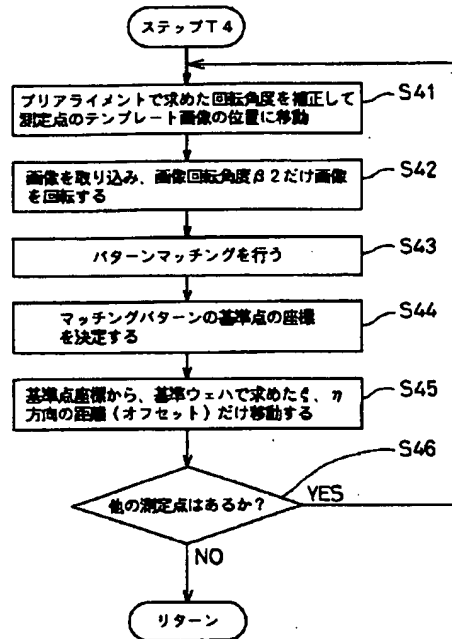 ステップT4
プリアライメントで求めた回転角度を補正して
測定点のテンプレート画像の位置に移動
S41
画像を取り込み、画像回転角度β2だけ画像
を回転する
S42
パターンマッチングを行う
S43
マッチングパターンの基準点の座標
を決定する
S44
基準点座標から、基準ウェハで求めたξ、η
方向の距離(オフセット)だけ移動する
S45
他の測定点はあるか?
S46
YES
NO
リターン